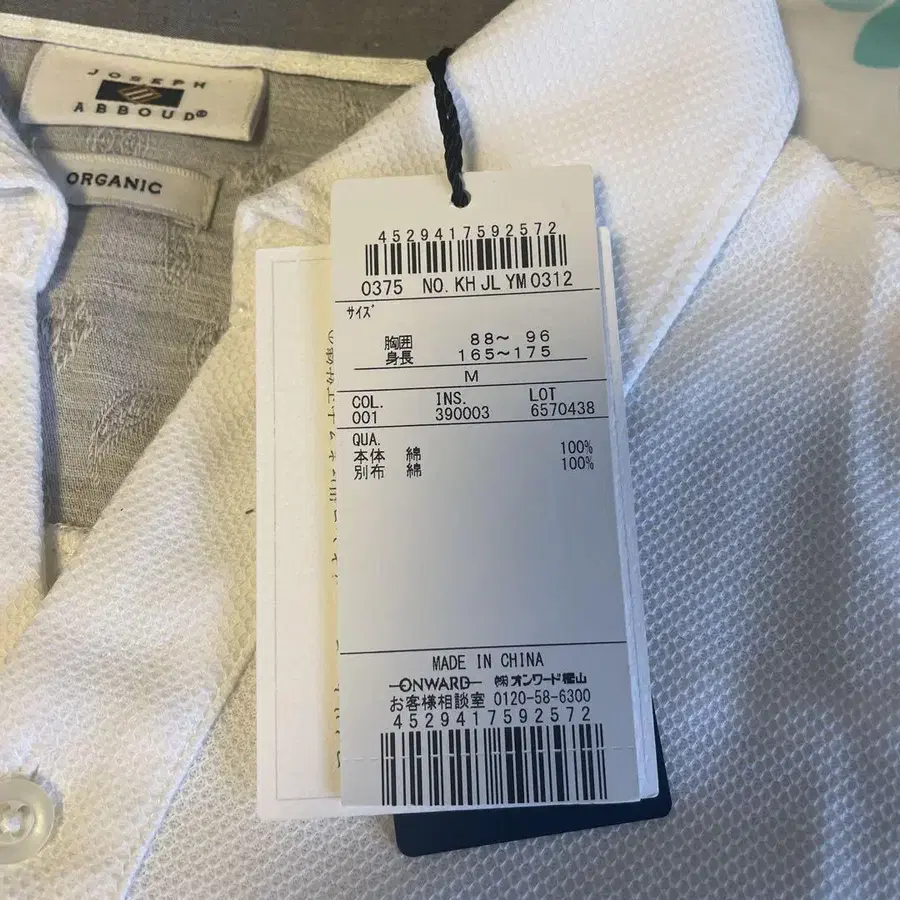 JOSEPH
ABBOUD®
ORGANIC
4529417592572
0375 NO. KH JL YM0312
サイズ
胸囲 88～ 96
身長 165～175
M
COL. INS. LOT
001 390003 6570438
QUA.
本体 綿 100%
別布 綿 100%
MADE IN CHINA
ONWARD ㈱オンワード樫山
お客様相談室 0120-58-6300
4529417592572